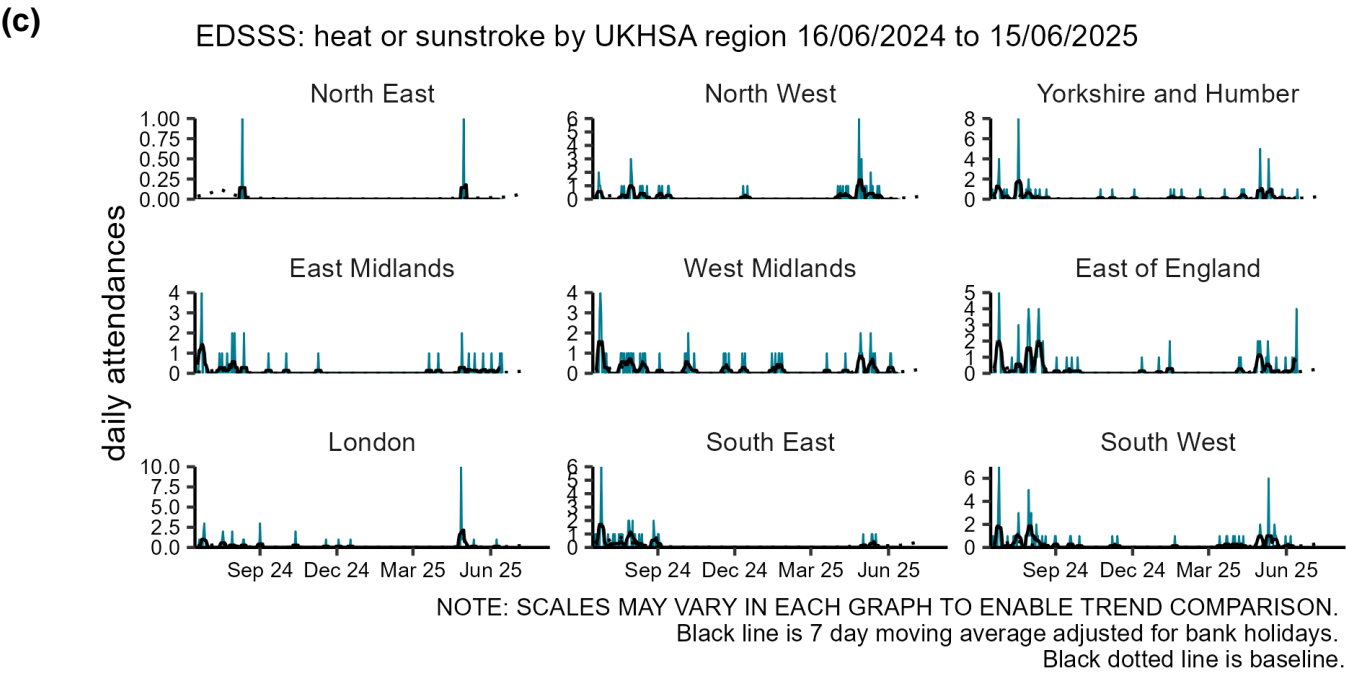 (c)
EDSSS: heat or sunstroke by UKHSA region 16/06/2024 to 15/06/2025
daily attendances
North East
1.00
0.75
0.50
0.25
0.00
North West
6
5
4
3
2
1
0
Yorkshire and Humber
8
6
4
2
0
East Midlands
4
3
2
1
0
West Midlands
4
3
2
1
0
East of England
5
4
3
2
1
0
London
10.0
7.5
5.0
2.5
0.0
South East
6
5
4
3
2
1
0
South West
6
4
2
0
Sep 24 Dec 24 Mar 25 Jun 25
Sep 24 Dec 24 Mar 25 Jun 25
Sep 24 Dec 24 Mar 25 Jun 25
NOTE: SCALES MAY VARY IN EACH GRAPH TO ENABLE TREND COMPARISON.
Black line is 7 day moving average adjusted for bank holidays.
Black dotted line is baseline.